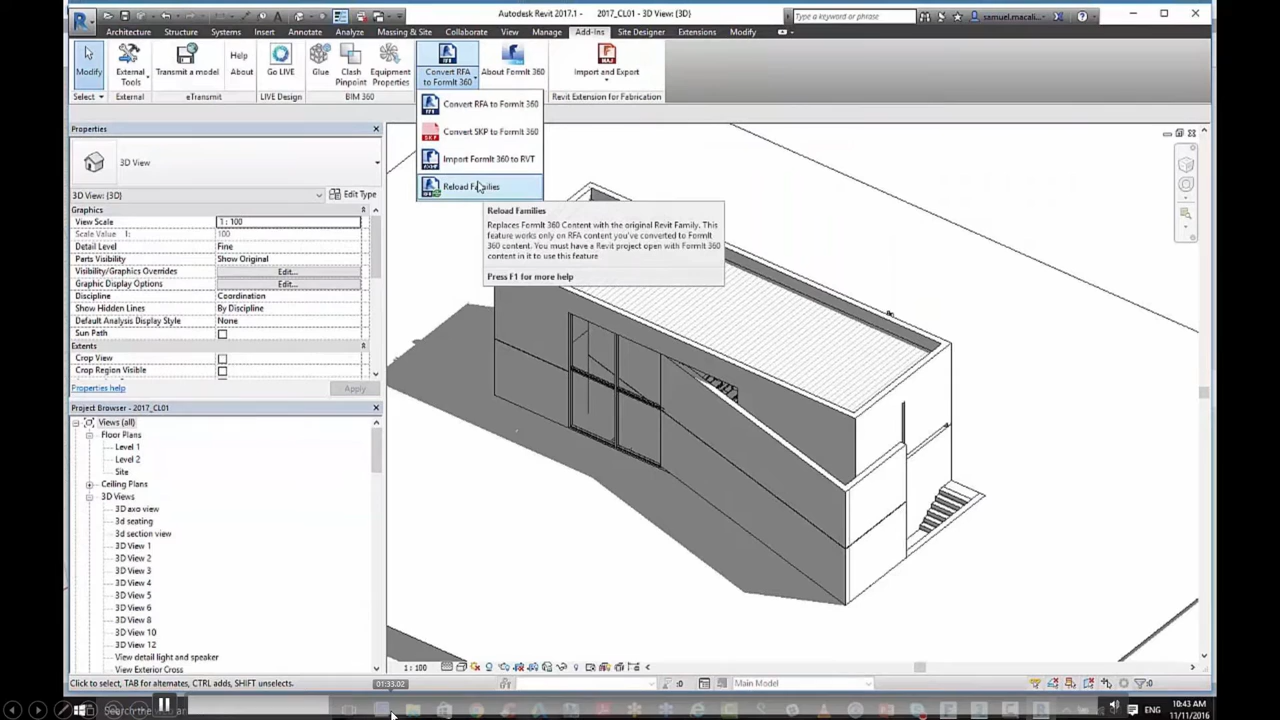 Autodesk Revit 2017.1 - 2017_CL01 - 3D View: {3D}
Type a keyword or phrase
samuel.macali...
Architecture Structure Systems Insert Annotate Analyze Massing & Site Collaborate View Manage Add-Ins Site Designer Extensions Modify
Modify
External Tools
Transmit a model
Help
About
Go LIVE
Glue
Clash Pinpoint
Equipment Properties
Convert RFA to FormIt 360
About FormIt 360
Import and Export
Select External eTransmit LIVE Design BIM 360 Revit Extension for Fabrication
Convert RFA to FormIt 360
Convert SKP to FormIt 360
Import FormIt 360 to RVT
Reload Families
Reload Families
Replaces FormIt 360 Content with the original Revit Family. This
feature works only on RFA content you've converted to FormIt
360 content. You must have a Revit project open with FormIt 360
content in it to use this feature
Press F1 for more help
Properties
3D View
3D View: {3D}
Edit Type
Graphics
View Scale 1 : 100
Scale Value 1: 100
Detail Level Fine
Parts Visibility Show Original
Visibility/Graphics Overrides Edit...
Graphic Display Options Edit...
Discipline Coordination
Show Hidden Lines By Discipline
Default Analysis Display Style None
Sun Path
Extents
Crop View
Crop Region Visible
Properties help
Apply
Project Browser - 2017_CL01
Views (all)
Floor Plans
Level 1
Level 2
Site
Ceiling Plans
3D Views
3D axo view
3d seating
3d section view
3D View 1
3D View 2
3D View 3
3D View 4
3D View 5
3D View 6
3D View 8
3D View 10
3D View 12
View detail light and speaker
View Exterior Cross
1 : 100
Click to select, TAB for alternates, CTRL adds, SHIFT unselects.
01:33.02
:0
Main Model
:0
ENG
10:43 AM
11/11/2016